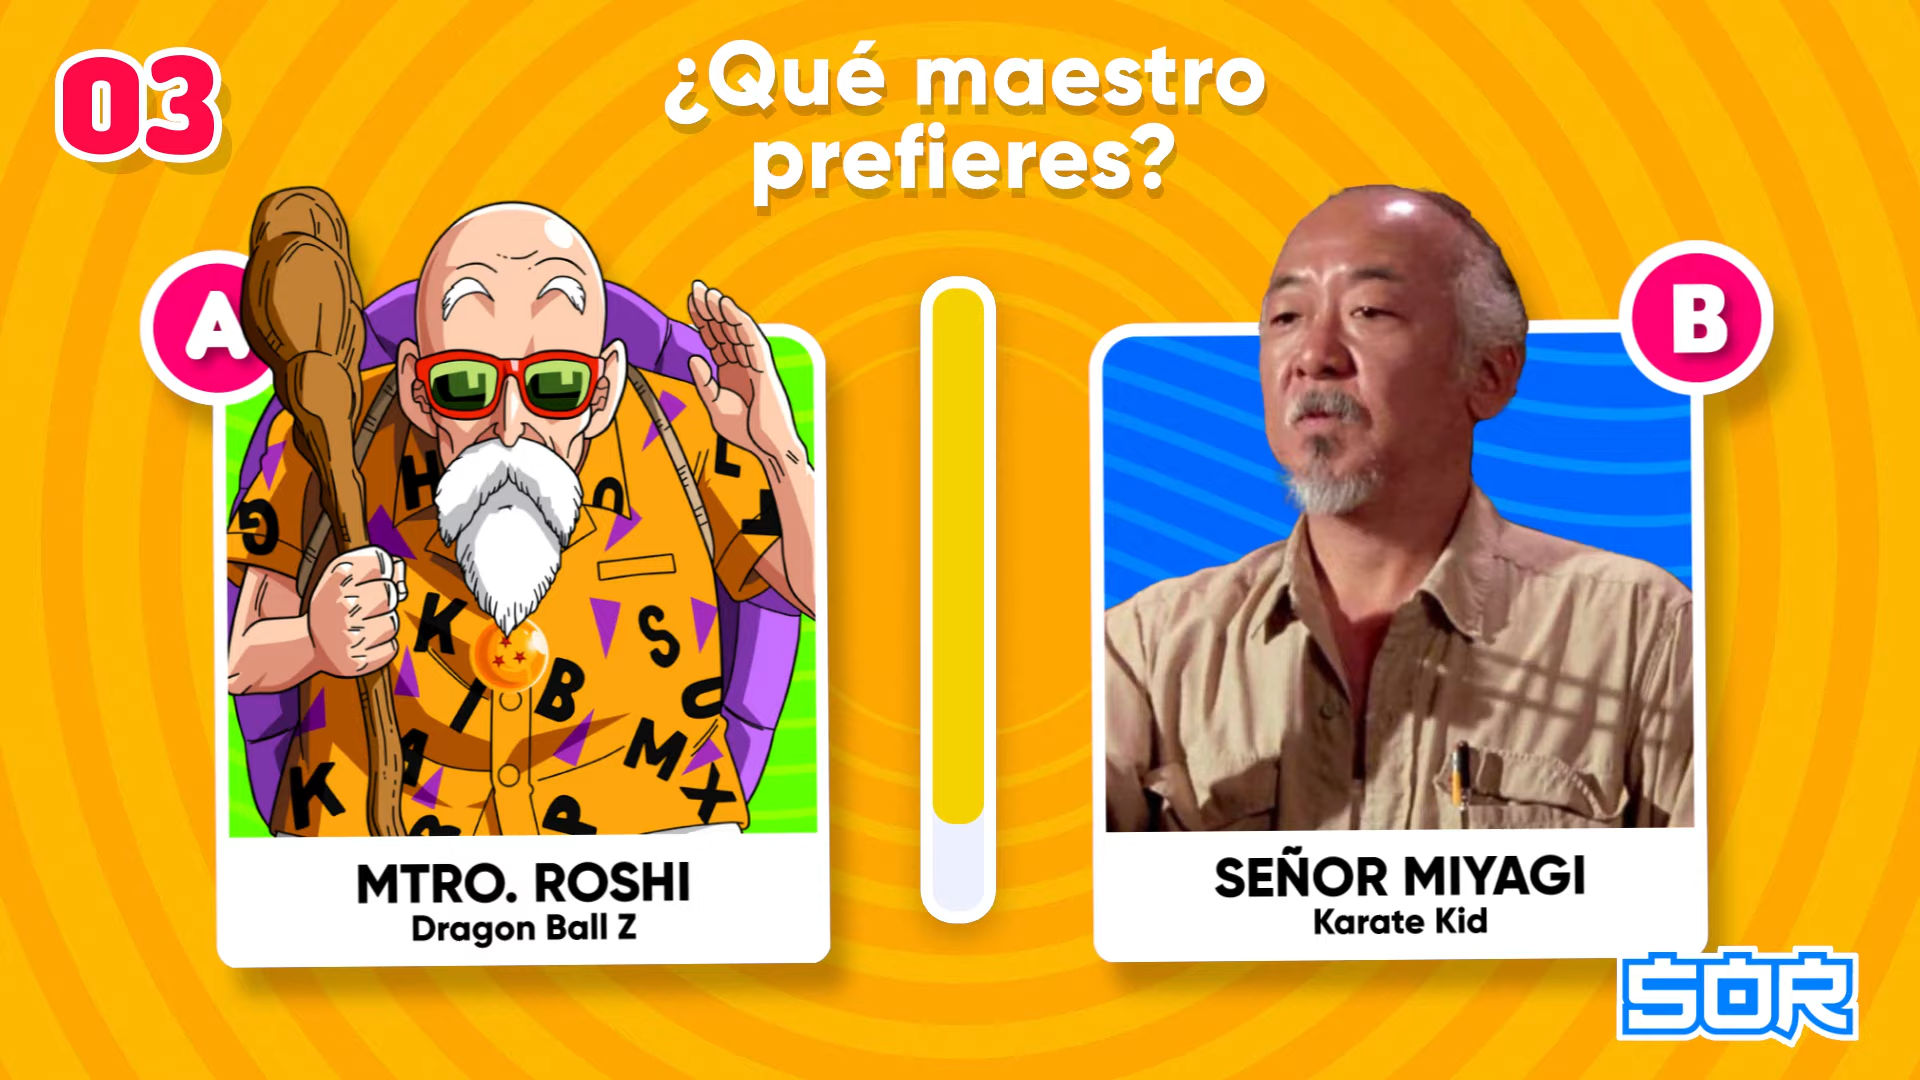 03
¿Qué maestro
prefieres?
A
B
MTRO. ROSHI
Dragon Ball Z
SEÑOR MIYAGI
Karate Kid
SOR